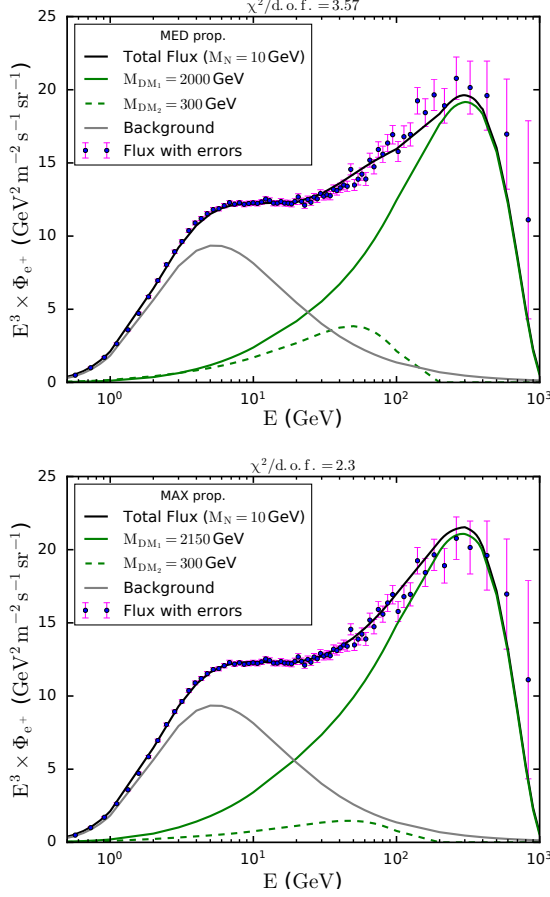 χ²/d.o.f. = 3.57
MED prop.
Total Flux (M_N = 10 GeV)
M_DM₁ = 2000 GeV
M_DM₂ = 300 GeV
Background
Flux with errors
E³ × Φ_e⁺ (GeV² m⁻² s⁻¹ sr⁻¹)
25
20
15
10
5
0
10⁰ 10¹ 10² 10³
E (GeV)
χ²/d.o.f. = 2.3
MAX prop.
Total Flux (M_N = 10 GeV)
M_DM₁ = 2150 GeV
M_DM₂ = 300 GeV
Background
Flux with errors
E³ × Φ_e⁺ (GeV² m⁻² s⁻¹ sr⁻¹)
25
20
15
10
5
0
10⁰ 10¹ 10² 10³
E (GeV)